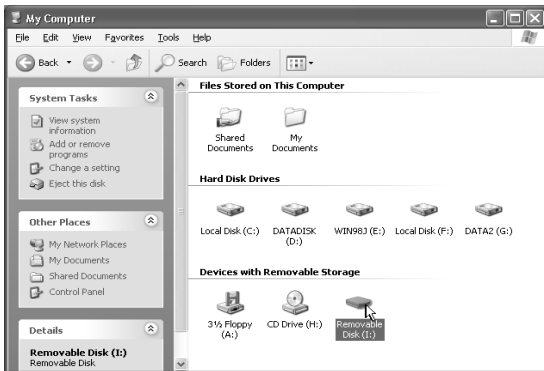 My Computer
File Edit View Favorites Tools Help
Back Search Folders
System Tasks
View system
information
Add or remove
programs
Change a setting
Eject this disk
Other Places
My Network Places
My Documents
Shared Documents
Control Panel
Details
Removable Disk (I:)
Removable Disk
Files Stored on This Computer
Shared
Documents
My
Documents
Hard Disk Drives
Local Disk (C:)
DATADISK
(D:)
WIN98J (E:)
Local Disk (F:)
DATA2 (G:)
Devices with Removable Storage
3½ Floppy
(A:)
CD Drive (H:)
Removable
Disk (I:)